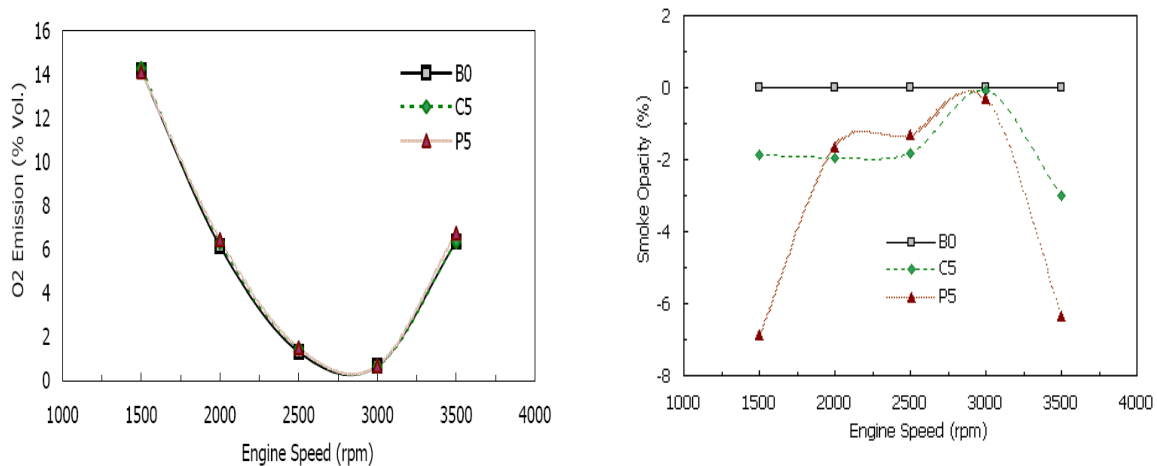 O2 Emission (% Vol.)
16
14
12
10
8
6
4
2
0
1000 1500 2000 2500 3000 3500 4000
Engine Speed (rpm)
B0
C5
P5
Smoke Opacity (%)
2
0
-2
-4
-6
-8
1000 1500 2000 2500 3000 3500 4000
Engine Speed (rpm)
B0
C5
P5